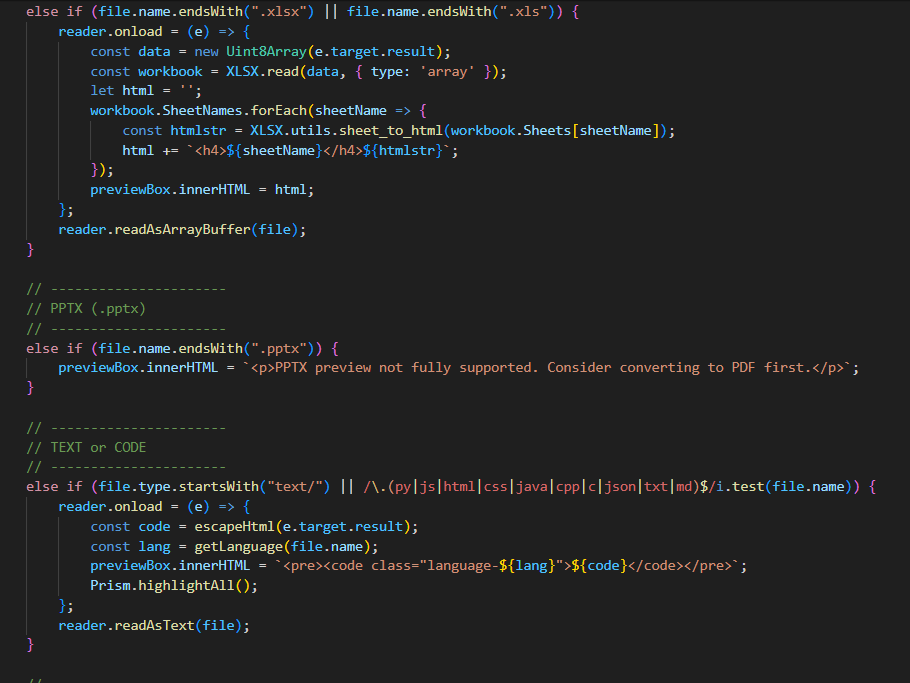 else if (file.name.endsWith(".xlsx") || file.name.endsWith(".xls")) {
reader.onload = (e) => {
const data = new Uint8Array(e.target.result);
const workbook = XLSX.read(data, { type: 'array' });
let html = '';
workbook.SheetNames.forEach(sheetName => {
const htmlstr = XLSX.utils.sheet_to_html(workbook.Sheets[sheetName]);
html += `<h4>${sheetName}</h4>${htmlstr}`;
});
previewBox.innerHTML = html;
};
reader.readAsArrayBuffer(file);
}
// ----------------------
// PPTX (.pptx)
// ----------------------
else if (file.name.endsWith(".pptx")) {
previewBox.innerHTML = `<p>PPTX preview not fully supported. Consider converting to PDF first.</p>`;
}
// ----------------------
// TEXT or CODE
// ----------------------
else if (file.type.startsWith("text/") || /\.(py|js|html|css|java|cpp|c|json|txt|md)$/i.test(file.name)) {
reader.onload = (e) => {
const code = escapeHtml(e.target.result);
const lang = getLanguage(file.name);
previewBox.innerHTML = `<pre><code class="language-${lang}">${code}</code></pre>`;
Prism.highlightAll();
};
reader.readAsText(file);
}
//